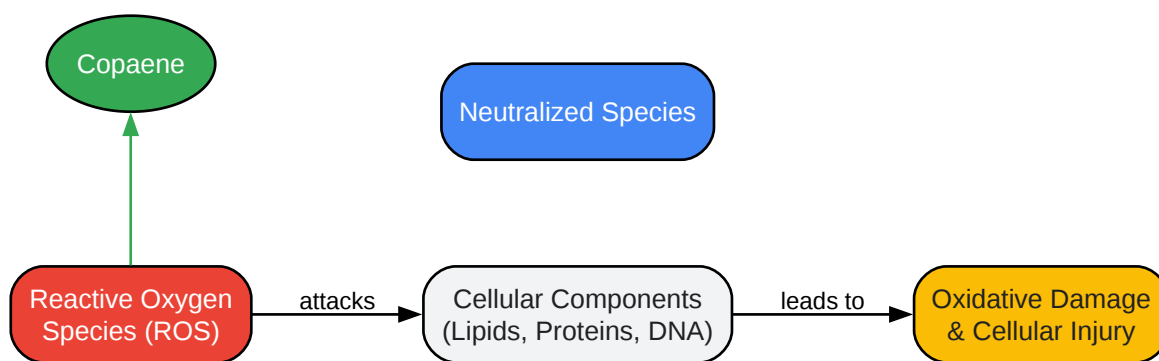 Copaene
Neutralized Species
Reactive Oxygen
Species (ROS)
attacks
Cellular Components
(Lipids, Proteins, DNA)
leads to
Oxidative Damage
& Cellular Injury